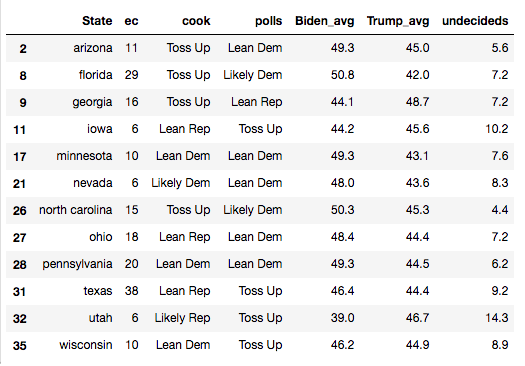 State ec cook polls Biden_avg Trump_avg undecideds
2 arizona 11 Toss Up Lean Dem 49.3 45.0 5.6
8 florida 29 Toss Up Likely Dem 50.8 42.0 7.2
9 georgia 16 Toss Up Lean Rep 44.1 48.7 7.2
11 iowa 6 Lean Rep Toss Up 44.2 45.6 10.2
17 minnesota 10 Lean Dem Lean Dem 49.3 43.1 7.6
21 nevada 6 Likely Dem Lean Dem 48.0 43.6 8.3
26 north carolina 15 Toss Up Likely Dem 50.3 45.3 4.4
27 ohio 18 Lean Rep Lean Dem 48.4 44.4 7.2
28 pennsylvania 20 Lean Dem Lean Dem 49.3 44.5 6.2
31 texas 38 Lean Rep Toss Up 46.4 44.4 9.2
32 utah 6 Likely Rep Toss Up 39.0 46.7 14.3
35 wisconsin 10 Lean Dem Toss Up 46.2 44.9 8.9